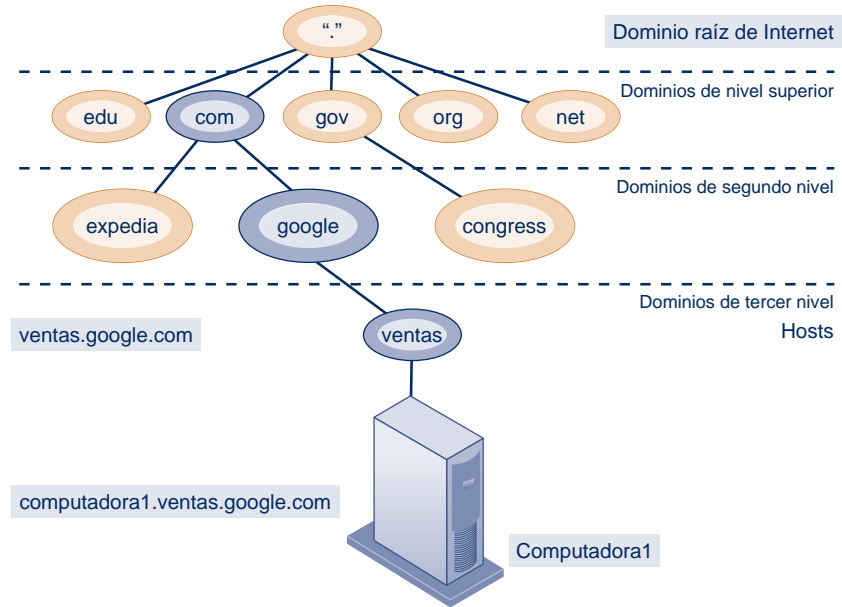 “.”
Dominio raíz de Internet
Dominios de nivel superior
edu
com
gov
org
net
Dominios de segundo nivel
expedia
google
congress
Dominios de tercer nivel
Hosts
ventas.google.com
ventas
computadora1.ventas.google.com
Computadora1